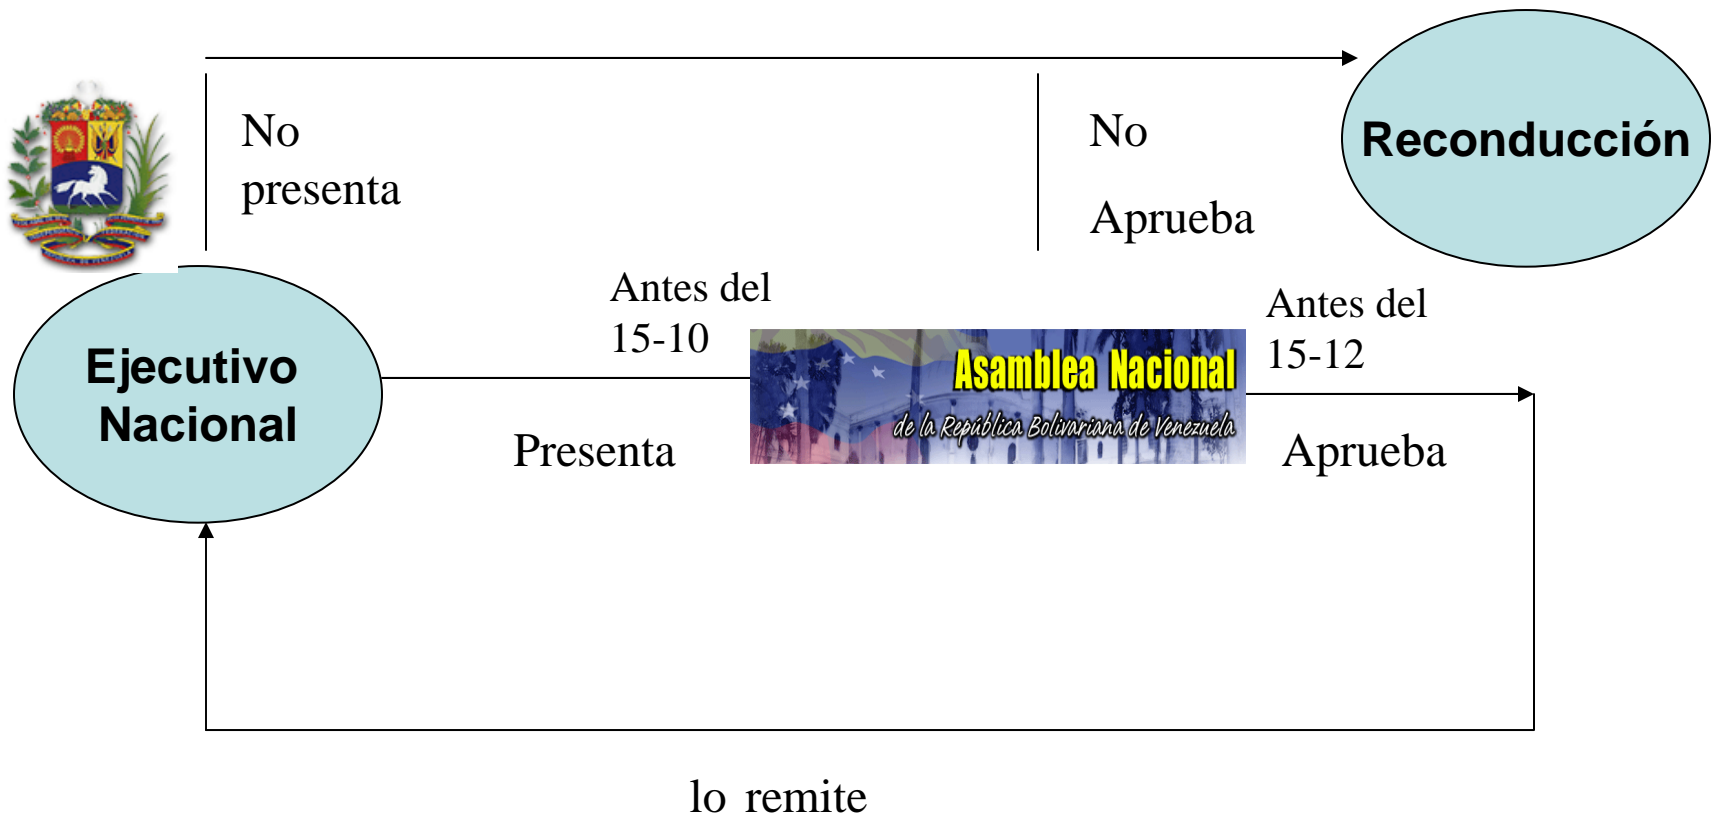 No
presenta
No
Aprueba
Reconducción
Antes del
15-10
Antes del
15-12
Ejecutivo
Nacional
Asamblea Nacional
de la República Bolivariana de Venezuela
Presenta
Aprueba
lo remite